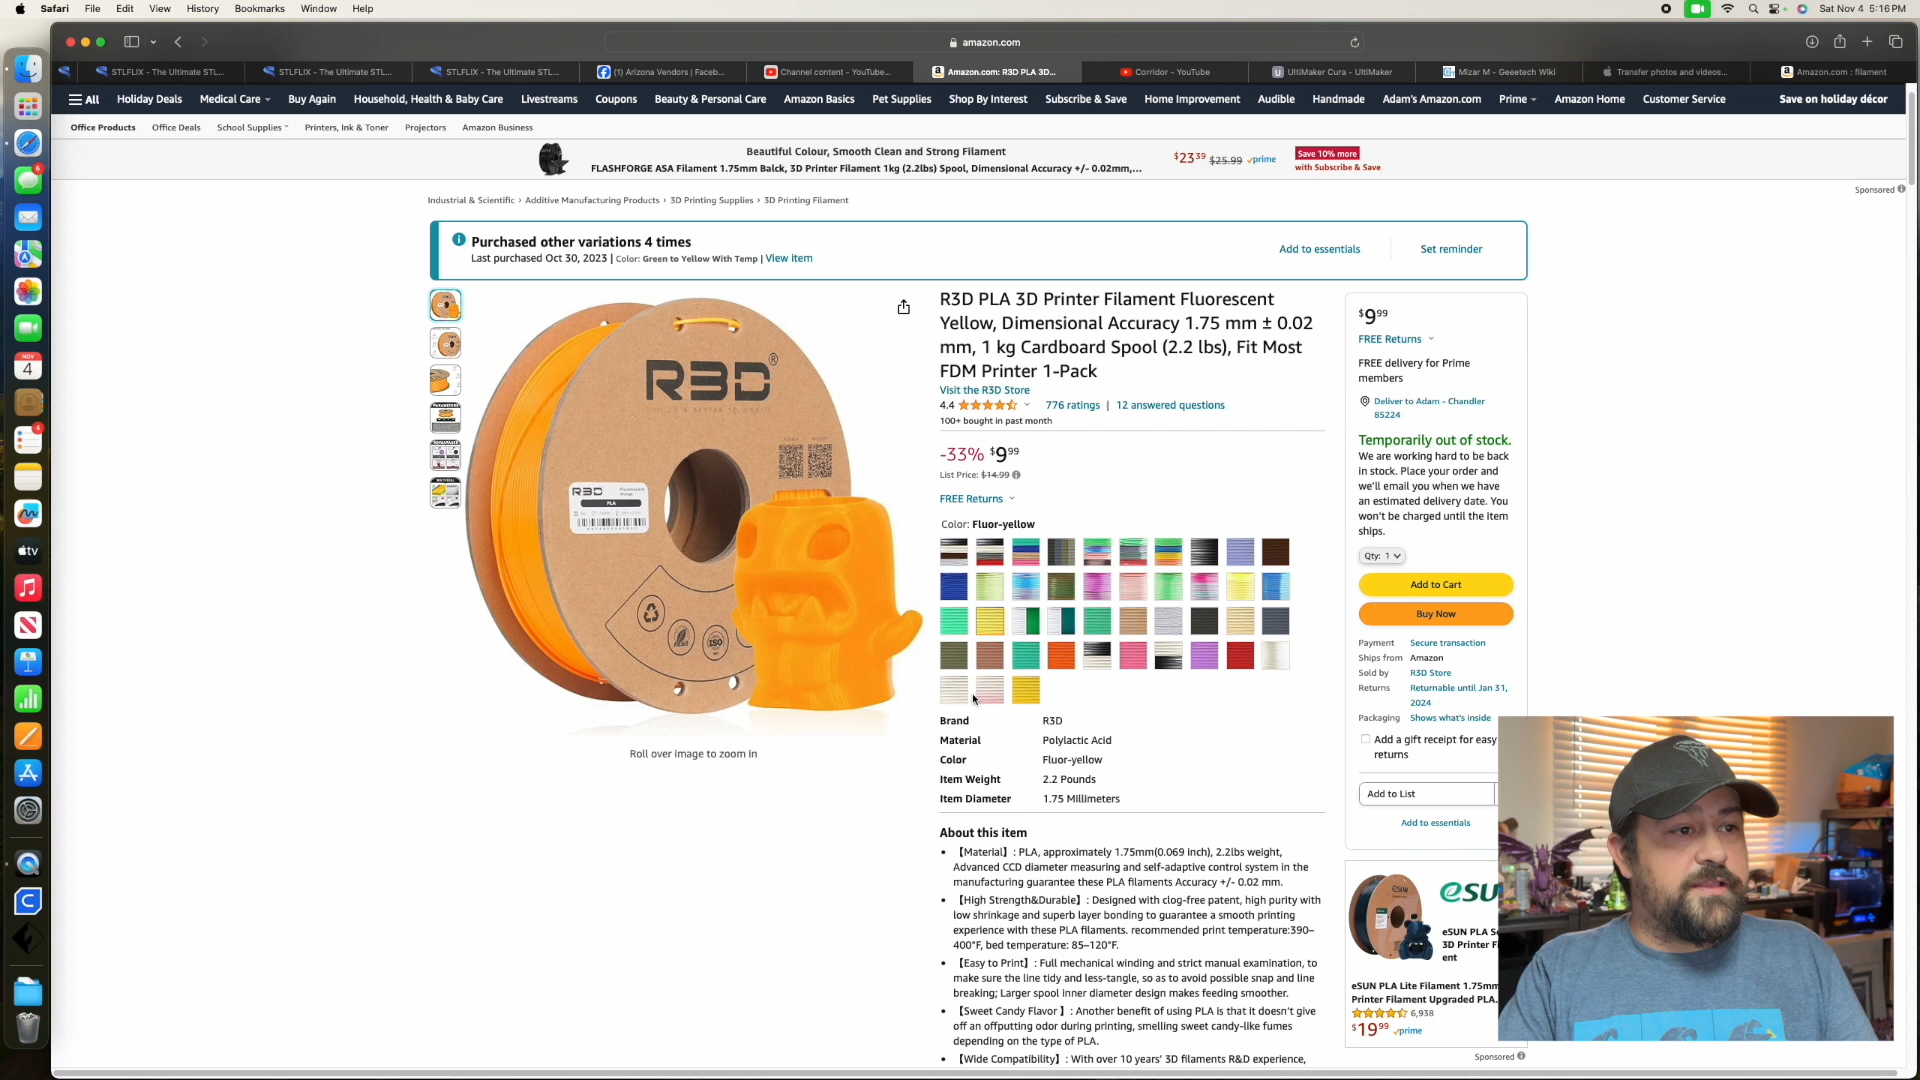 Safari File Edit View History Bookmarks Window Help
Sat Nov 4 5:16 PM
amazon.com
STLFLIX - The Ultimate STL...
STLFLIX - The Ultimate STL...
STLFLIX - The Ultimate STL...
(1) Arizona Vendors | Faceb...
Channel content - YouTube...
Amazon.com: R3D PLA 3D...
Corridor - YouTube
UltiMaker Cura - UltiMaker
Mizar M - Geeetech Wiki
Transfer photos and videos...
Amazon.com : filament
All Holiday Deals Medical Care Buy Again Household, Health & Baby Care Livestreams Coupons Beauty & Personal Care Amazon Basics Pet Supplies Shop By Interest Subscribe & Save Home Improvement Audible Handmade Adam's Amazon.com Prime Amazon Home Customer Service Save on holiday décor
Office Products Office Deals School Supplies Printers, Ink & Toner Projectors Amazon Business
Beautiful Colour, Smooth Clean and Strong Filament
FLASHFORGE ASA Filament 1.75mm Balck, 3D Printer Filament 1kg (2.2lbs) Spool, Dimensional Accuracy +/- 0.02mm,...
$23.39 $25.99 prime
Save 10% more
with Subscribe & Save
Sponsored
Industrial & Scientific › Additive Manufacturing Products › 3D Printing Supplies › 3D Printing Filament
Purchased other variations 4 times
Last purchased Oct 30, 2023 | Color: Green to Yellow With Temp | View item
Add to essentials
Set reminder
R3D
R3D
PLA
ISO
Roll over image to zoom in
R3D PLA 3D Printer Filament Fluorescent
Yellow, Dimensional Accuracy 1.75 mm ± 0.02
mm, 1 kg Cardboard Spool (2.2 lbs), Fit Most
FDM Printer 1-Pack
Visit the R3D Store
4.4 776 ratings | 12 answered questions
100+ bought in past month
-33% $9.99
List Price: $14.99
FREE Returns
Color: Fluor-yellow
Brand R3D
Material Polylactic Acid
Color Fluor-yellow
Item Weight 2.2 Pounds
Item Diameter 1.75 Millimeters
About this item
• 【Material】: PLA, approximately 1.75mm(0.069 inch), 2.2lbs weight,
Advanced CCD diameter measuring and self-adaptive control system in the
manufacturing guarantee these PLA filaments Accuracy +/- 0.02 mm.
• 【High Strength&Durable】: Designed with clog-free patent, high purity with
low shrinkage and superb layer bonding to guarantee a smooth printing
experience with these PLA filaments. recommended print temperature:390–
400°F, bed temperature: 85–120°F.
• 【Easy to Print】: Full mechanical winding and strict manual examination, to
make sure the line tidy and less-tangle, so as to avoid possible snap and line
breaking; Larger spool inner diameter design makes feeding smoother.
• 【Sweet Candy Flavor】: Another benefit of using PLA is that it doesn't give
off an offputting odor during printing, smelling sweet candy-like fumes
depending on the type of PLA.
• 【Wide Compatibility】: With over 10 years' 3D filaments R&D experience,
$9.99
FREE Returns
FREE delivery for Prime
members
Deliver to Adam - Chandler
85224
Temporarily out of stock.
We are working hard to be back
in stock. Place your order and
we'll email you when we have
an estimated delivery date. You
won't be charged until the item
ships.
Qty: 1
Add to Cart
Buy Now
Payment Secure transaction
Ships from Amazon
Sold by R3D Store
Returns Returnable until Jan 31,
2024
Packaging Shows what's inside
Add a gift receipt for easy
returns
Add to List
Add to essentials
eSUN PLA
3D Printer
ent
eSUN PLA Lite Filament 1.75mm
Printer Filament Upgraded PLA.
6,938
$19.99 prime
Sponsored
NOV
4
tv